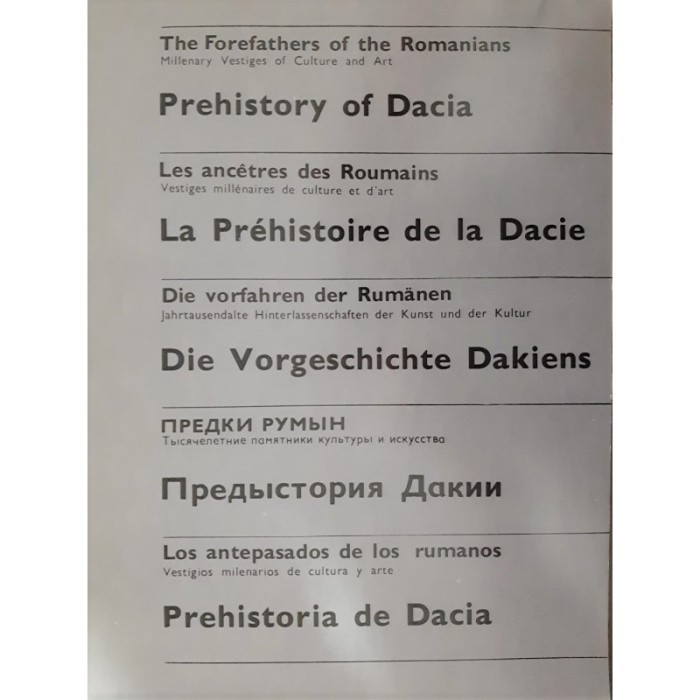 The Forefathers of the Romanians
Millenary Vestiges of Culture and Art
Prehistory of Dacia
Les ancêtres des Roumains
Vestiges millénaires de culture et d'art
La Préhistoire de la Dacie
Die vorfahren der Rumänen
Jahrtausendalte Hinterlassenschaften der Kunst und der Kultur
Die Vorgeschichte Dakiens
ПРЕДКИ РУМЫН
Тысячелетние памятники культуры и искусства
Предыстория Дакии
Los antepasados de los rumanos
Vestigios milenarios de cultura y arte
Prehistoria de Dacia